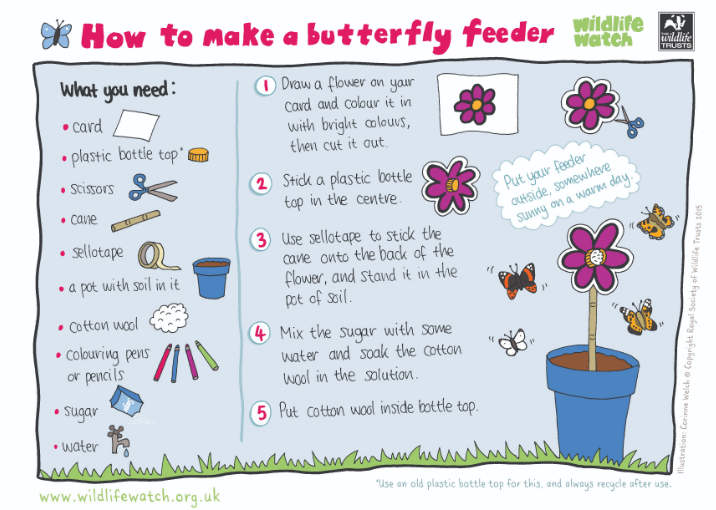 How to make a butterfly feeder
wildlife
watch
THE
wildlife
TRUSTS
What you need:
• card
• plastic bottle top*
• scissors
• cane
• sellotape
• a pot with soil in it
• cotton wool
• colouring pens
or pencils
• sugar
• water
1 Draw a flower on your
card and colour it in
with bright colours,
then cut it out.
2 Stick a plastic bottle
top in the centre.
3 Use sellotape to stick the
cane onto the back of the
flower, and stand it in the
pot of soil.
4 Mix the sugar with some
water and soak the cotton
wool in the solution.
5 Put cotton wool inside bottle top.
Put your feeder
outside, somewhere
sunny on a warm day.
Illustration: Corinne Welch © Copyright Royal Society of Wildlife Trusts 2015
*Use an old plastic bottle top for this, and always recycle after use.
www.wildlifewatch.org.uk